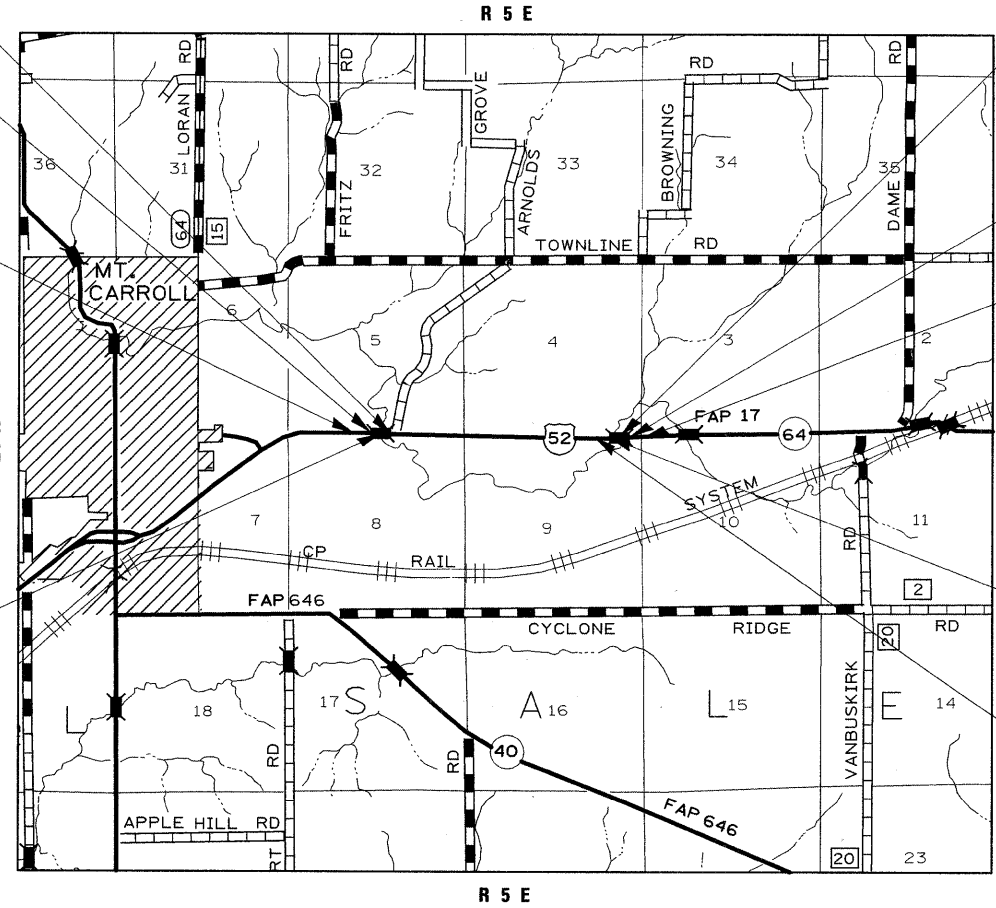 R 5 E
RD
RD
RD
RD
LORAN
GROVE
BROWNING
36
31
32
33
34
35
ARNOLDS
FRITZ
DAME
64
15
TOWNLINE RD
MT.
CARROLL
6
5
4
3
2
FAP 17
52
64
SYSTEM
7
8
9
10
11
RD
CP RAIL
2
FAP 646
CYCLONE RIDGE RD
20
VANBUSKIRK
L
18
17
S
A
16
L
15
E
14
RD
RD
40
FAP 646
APPLE HILL RD
RT
20
23
R 5 E